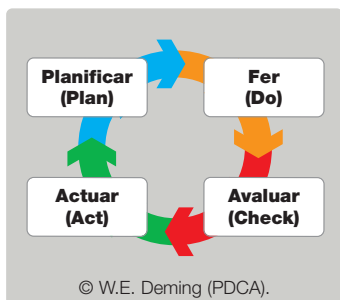 Planificar
(Plan)
Fer
(Do)
Actuar
(Act)
Avaluar
(Check)
© W.E. Deming (PDCA).